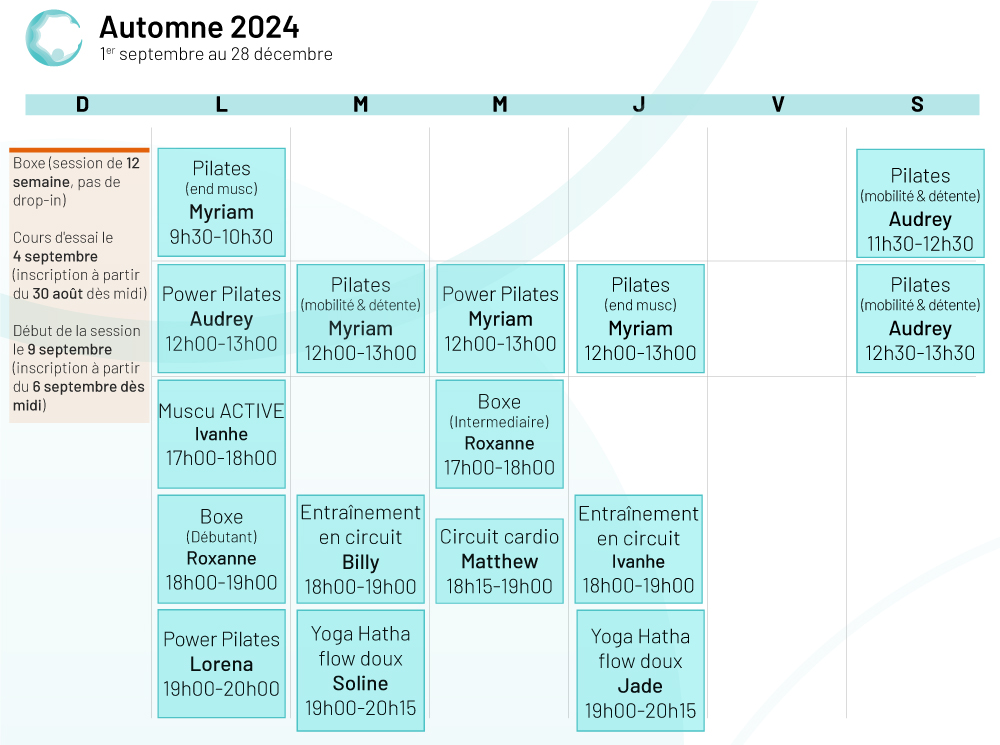 Automne 2024
1er septembre au 28 décembre
D
L
M
M
J
V
S
Boxe (session de 12
semaine, pas de
drop-in)
Cours d'essai le
4 septembre
(inscription à partir
du 30 août dès midi)
Début de la session
le 9 septembre
(inscription à partir
du 6 septembre dès
midi)
Pilates
(end musc)
Myriam
9h30-10h30
Power Pilates
Audrey
12h00-13h00
Muscu ACTIVE
Ivanhe
17h00-18h00
Boxe
(Débutant)
Roxanne
18h00-19h00
Power Pilates
Lorena
19h00-20h00
Pilates
(mobilité & détente)
Myriam
12h00-13h00
Entraînement
en circuit
Billy
18h00-19h00
Yoga Hatha
flow doux
Soline
19h00-20h15
Power Pilates
Myriam
12h00-13h00
Boxe
(Intermediaire)
Roxanne
17h00-18h00
Circuit cardio
Matthew
18h15-19h00
Pilates
(end musc)
Myriam
12h00-13h00
Entraînement
en circuit
Ivanhe
18h00-19h00
Yoga Hatha
flow doux
Jade
19h00-20h15
Pilates
(mobilité & détente)
Audrey
11h30-12h30
Pilates
(mobilité & détente)
Audrey
12h30-13h30